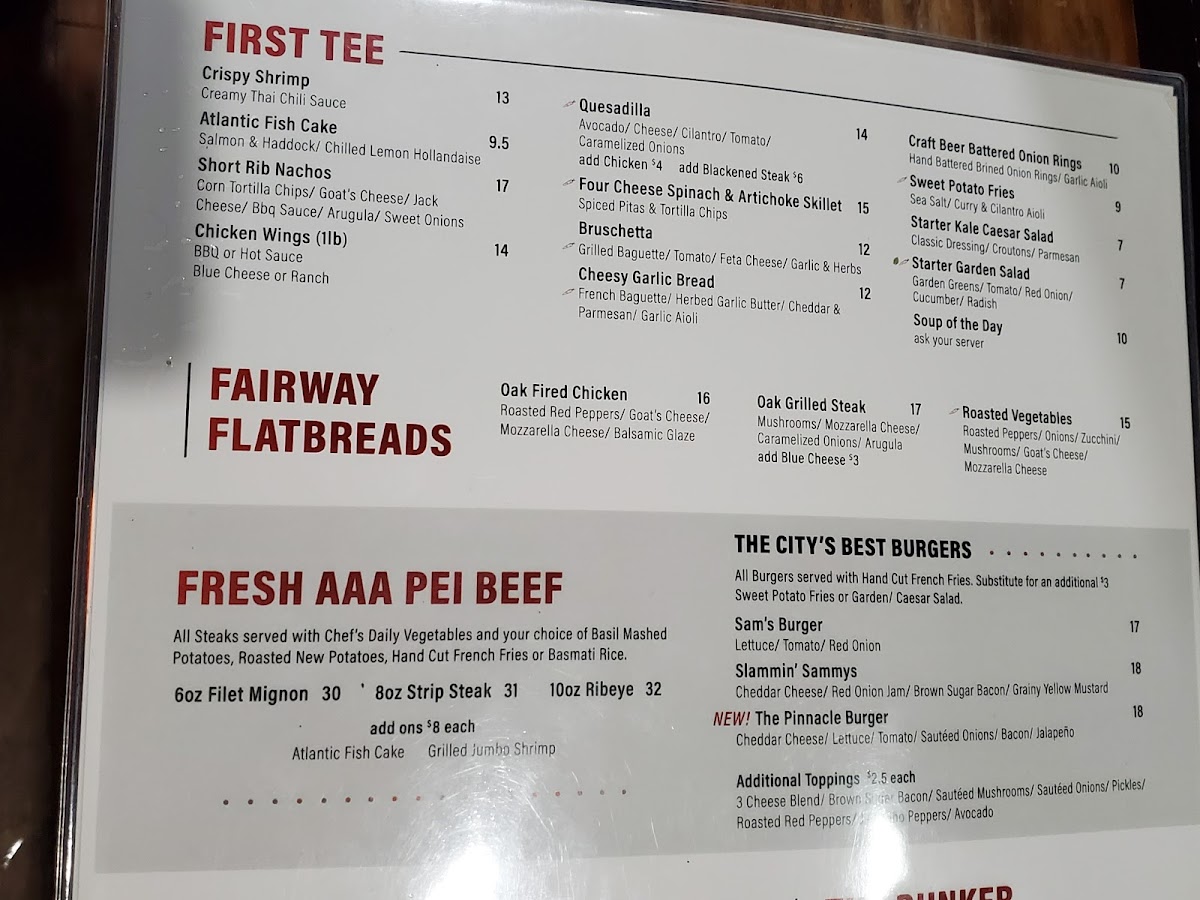 FIRST TEE
Crispy Shrimp 13
Creamy Thai Chili Sauce
Atlantic Fish Cake 9.5
Salmon & Haddock/ Chilled Lemon Hollandaise
Short Rib Nachos 17
Corn Tortilla Chips/ Goat's Cheese/ Jack
Cheese/ Bbq Sauce/ Arugula/ Sweet Onions
Chicken Wings (1lb) 14
BBQ or Hot Sauce
Blue Cheese or Ranch
Quesadilla 14
Avocado/ Cheese/ Cilantro/ Tomato/
Caramelized Onions
add Chicken $4 add Blackened Steak $6
Four Cheese Spinach & Artichoke Skillet 15
Spiced Pitas & Tortilla Chips
Bruschetta 12
Grilled Baguette/ Tomato/ Feta Cheese/ Garlic & Herbs
Cheesy Garlic Bread 12
French Baguette/ Herbed Garlic Butter/ Cheddar &
Parmesan/ Garlic Aioli
Craft Beer Battered Onion Rings 10
Hand Battered Brined Onion Rings/ Garlic Aioli
Sweet Potato Fries 9
Sea Salt/ Curry & Cilantro Aioli
Starter Kale Caesar Salad 7
Classic Dressing/ Croutons/ Parmesan
Starter Garden Salad 7
Garden Greens/ Tomato/ Red Onion/
Cucumber/ Radish
Soup of the Day 10
ask your server
FAIRWAY
FLATBREADS
Oak Fired Chicken 16
Roasted Red Peppers/ Goat's Cheese/
Mozzarella Cheese/ Balsamic Glaze
Oak Grilled Steak 17
Mushrooms/ Mozzarella Cheese/
Caramelized Onions/ Arugula
add Blue Cheese $3
Roasted Vegetables 15
Roasted Peppers/ Onions/ Zucchini/
Mushrooms/ Goat's Cheese/
Mozzarella Cheese
FRESH AAA PEI BEEF
All Steaks served with Chef's Daily Vegetables and your choice of Basil Mashed
Potatoes, Roasted New Potatoes, Hand Cut French Fries or Basmati Rice.
6oz Filet Mignon 30 8oz Strip Steak 31 10oz Ribeye 32
add ons $8 each
Atlantic Fish Cake Grilled Jumbo Shrimp
THE CITY'S BEST BURGERS
All Burgers served with Hand Cut French Fries. Substitute for an additional $3
Sweet Potato Fries or Garden/ Caesar Salad.
Sam's Burger 17
Lettuce/ Tomato/ Red Onion
Slammin' Sammys 18
Cheddar Cheese/ Red Onion Jam/ Brown Sugar Bacon/ Grainy Yellow Mustard
NEW! The Pinnacle Burger 18
Cheddar Cheese/ Lettuce/ Tomato/ Sautéed Onions/ Bacon/ Jalapeño
Additional Toppings $2.5 each
3 Cheese Blend/ Brown Sugar Bacon/ Sautéed Mushrooms/ Sautéed Onions/ Pickles/
Roasted Red Peppers/ Peppers/ Avocado
BUNKER